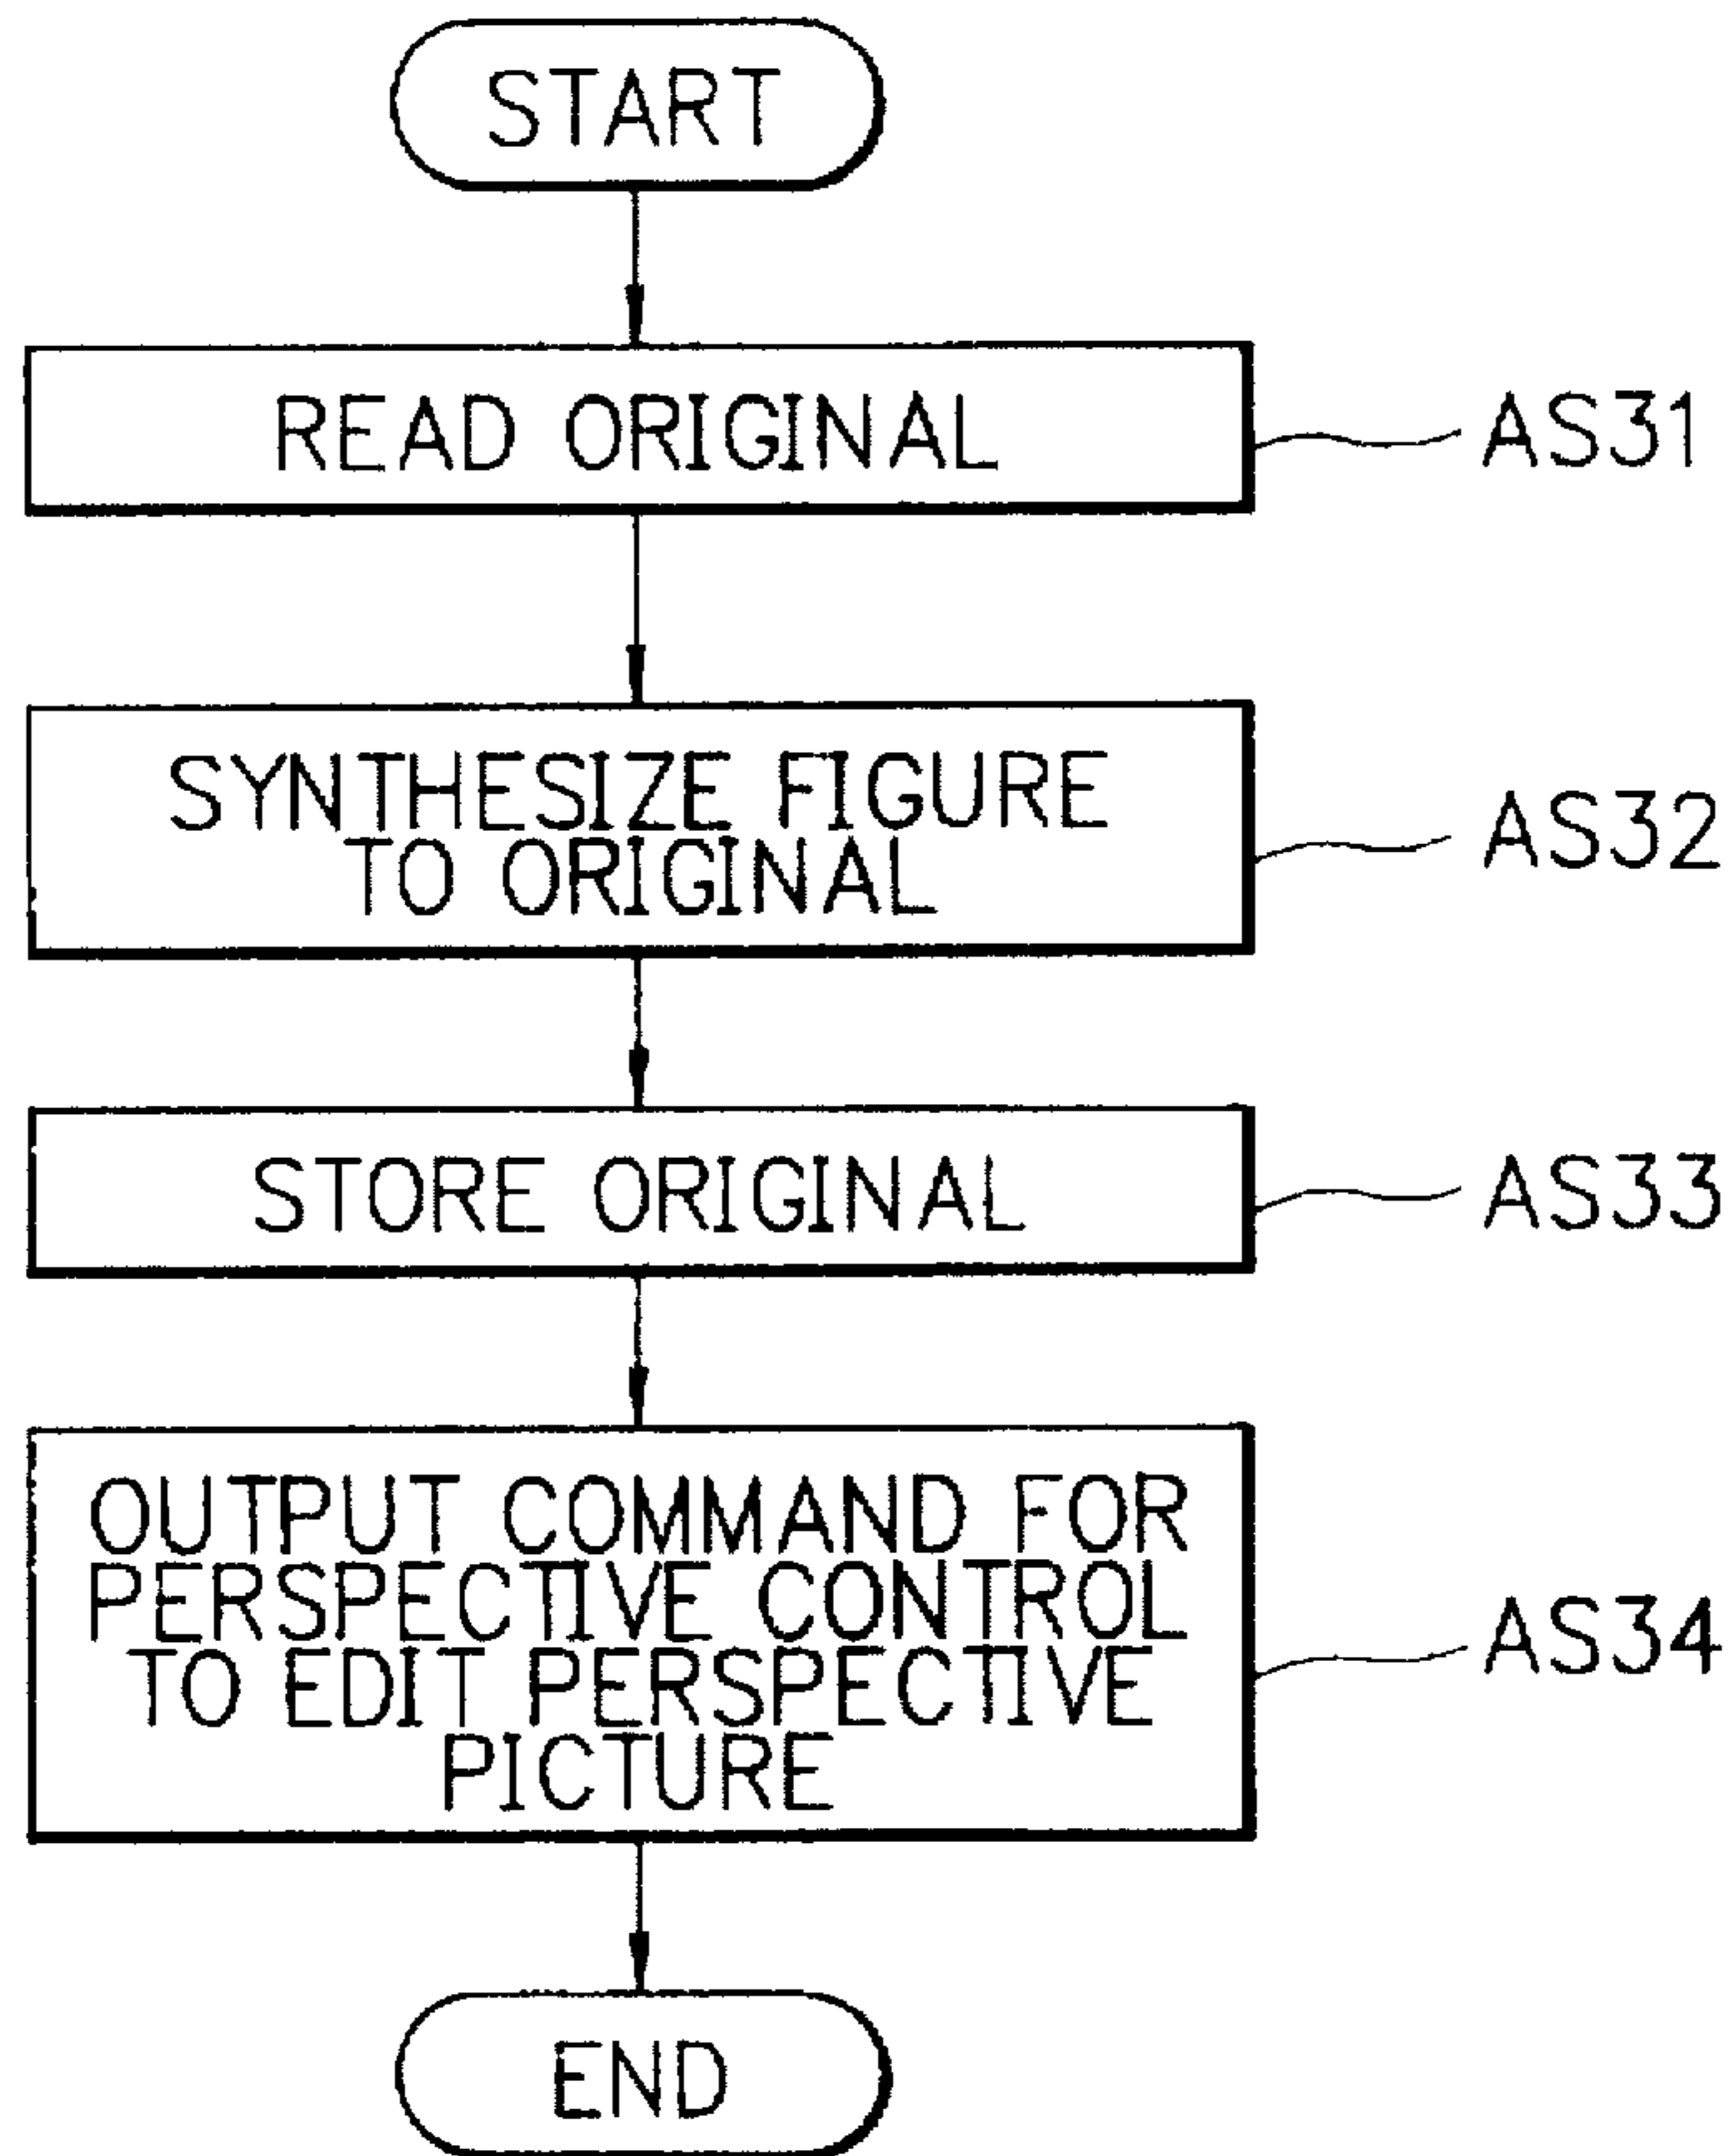 START
READ ORIGINAL
AS31
SYNTHESIZE FIGURE
TO ORIGINAL
AS32
STORE ORIGINAL
AS33
OUTPUT COMMAND FOR
PERSPECTIVE CONTROL
TO EDIT PERSPECTIVE
PICTURE
AS34
END